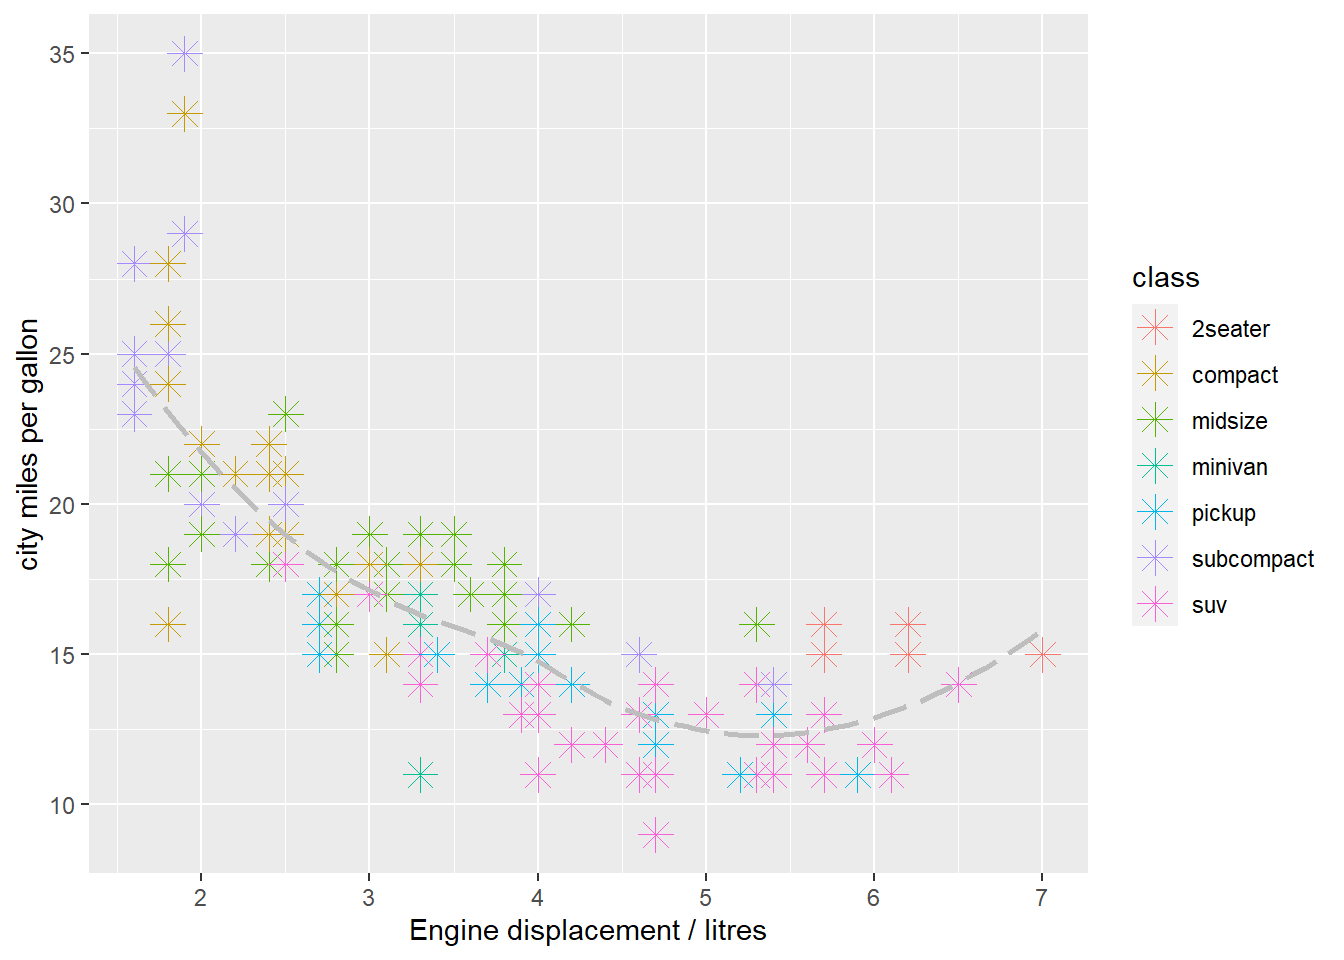 35
30
25
20
15
10
city miles per gallon
2 3 4 5 6 7
Engine displacement / litres
class
2seater
compact
midsize
minivan
pickup
subcompact
suv